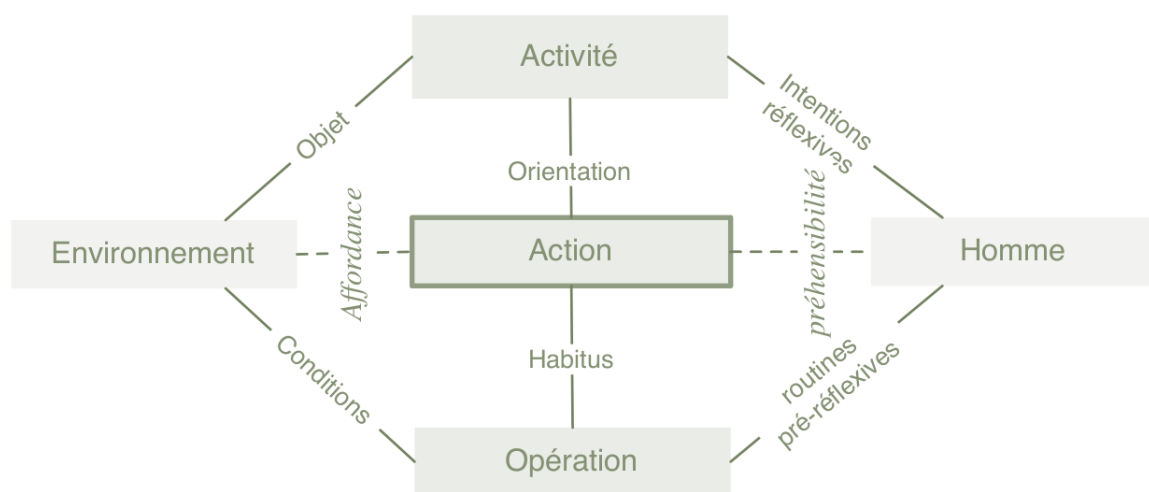 Activité
Intentions
réflexives
Objet
Orientation
Affordance
préhensibilité
Environnement
Action
Homme
Conditions
Habitus
routines
pré-réflexives
Opération